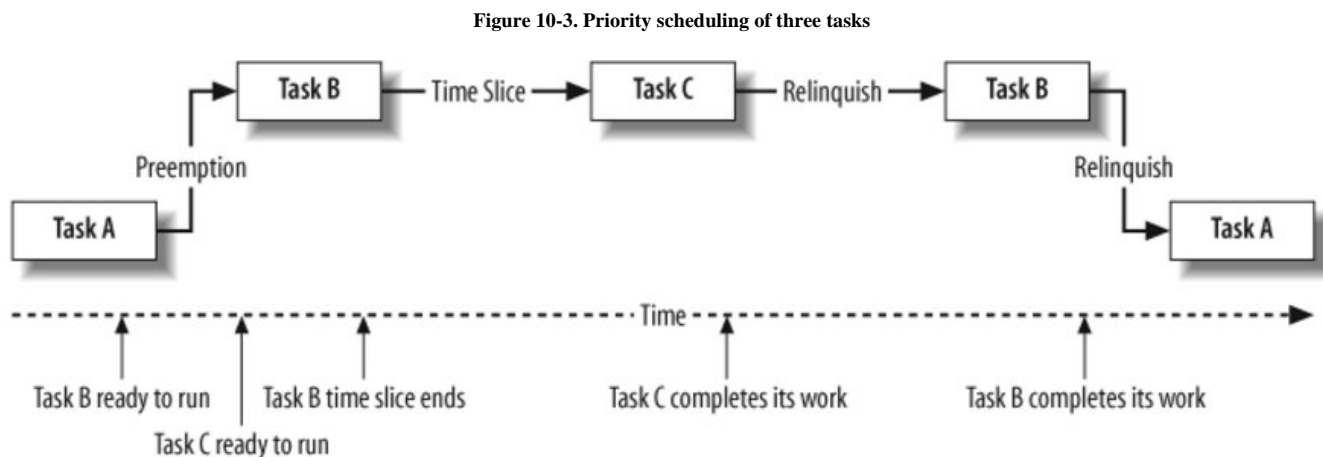 Figure 10-3. Priority scheduling of three tasks
Task B
Time Slice
Task C
Relinquish
Task B
Preemption
Relinquish
Task A
Task A
Time
Task B ready to run
Task B time slice ends
Task C completes its work
Task B completes its work
Task C ready to run